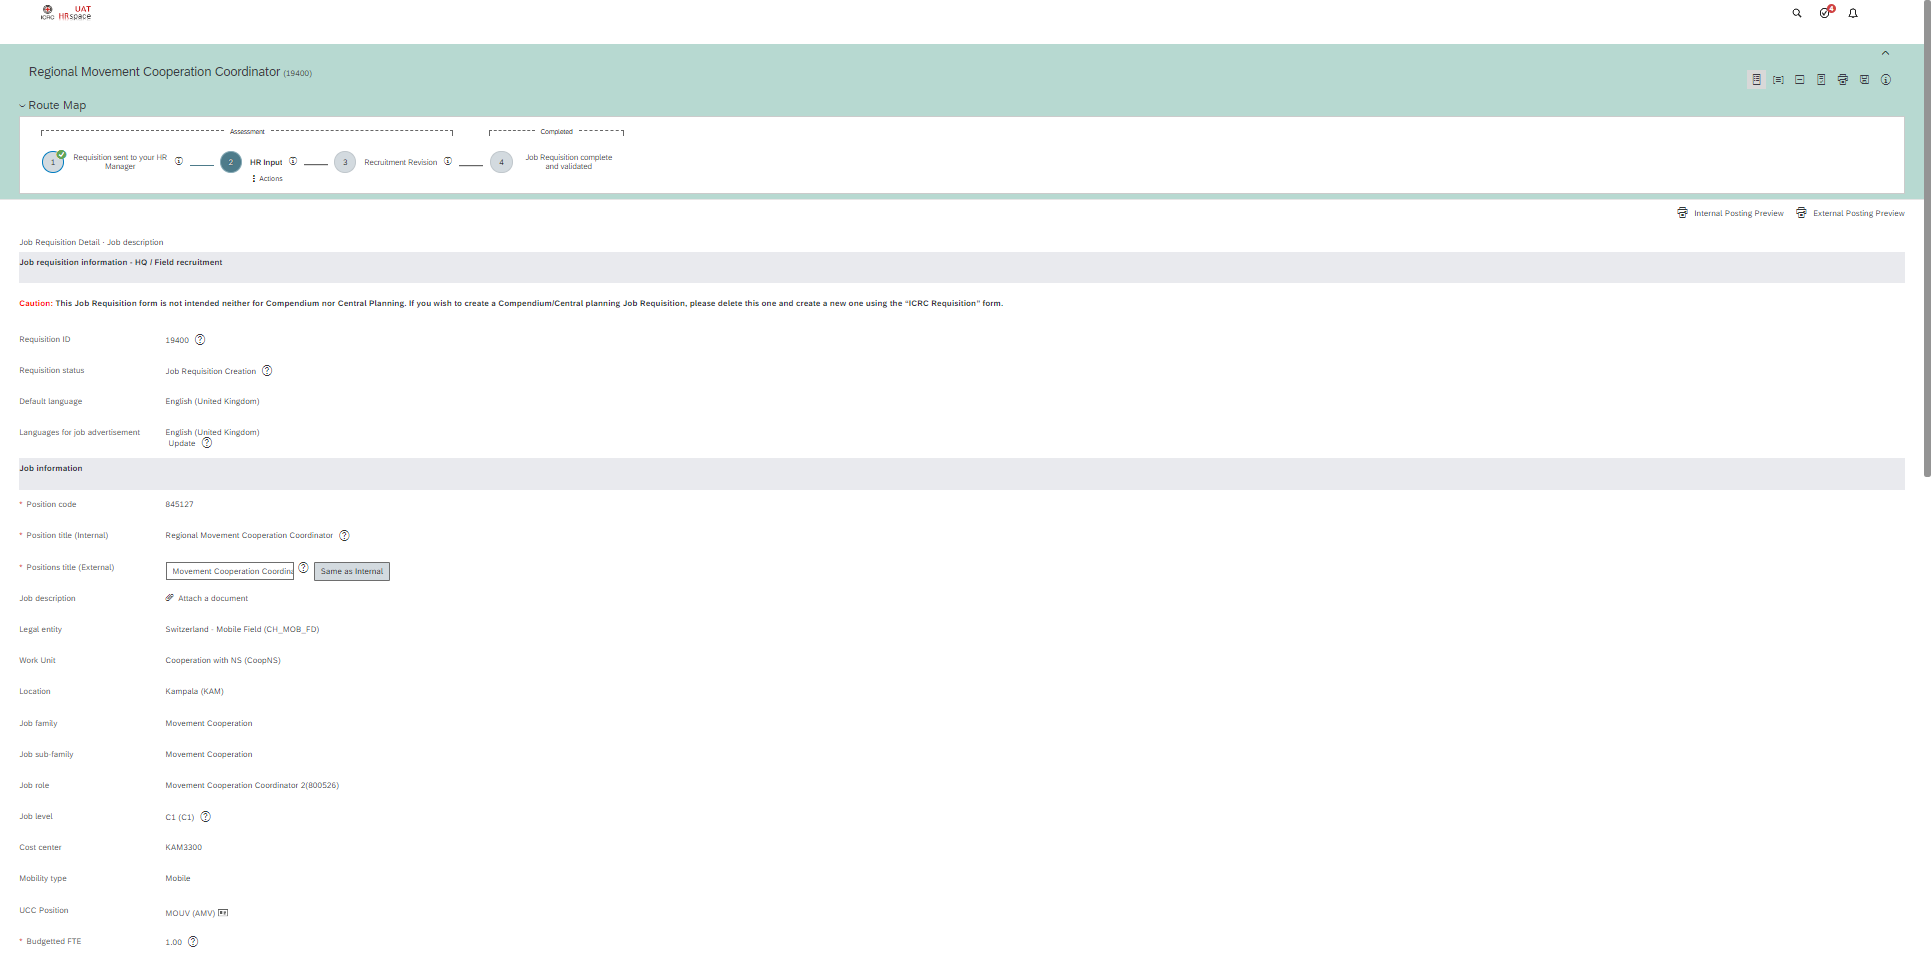 ICRC
UAT
HRspace
4
Regional Movement Cooperation Coordinator (19400)
Route Map
Assessment
Completed
1
Requisition sent to your HR
Manager
2
HR Input
Actions
3
Recruitment Revision
4
Job Requisition complete
and validated
Internal Posting Preview
External Posting Preview
Job Requisition Detail - Job description
Job requisition information - HQ / Field recruitment
Caution: This Job Requisition form is not intended neither for Compendium nor Central Planning. If you wish to create a Compendium/Central planning Job Requisition, please delete this one and create a new one using the "ICRC Requisition" form.
Requisition ID 19400
Requisition status Job Requisition Creation
Default language English (United Kingdom)
Languages for job advertisement English (United Kingdom)
Update
Job information
* Position code 845127
* Position title (Internal) Regional Movement Cooperation Coordinator
* Positions title (External) Movement Cooperation Coordina Same as Internal
Job description Attach a document
Legal entity Switzerland - Mobile Field (CH_MOB_FD)
Work Unit Cooperation with NS (CoopNS)
Location Kampala (KAM)
Job family Movement Cooperation
Job sub-family Movement Cooperation
Job role Movement Cooperation Coordinator 2(800526)
Job level C1 (C1)
Cost center KAM3300
Mobility type Mobile
UCC Position MOUV (AMV)
* Budgetted FTE 1.00